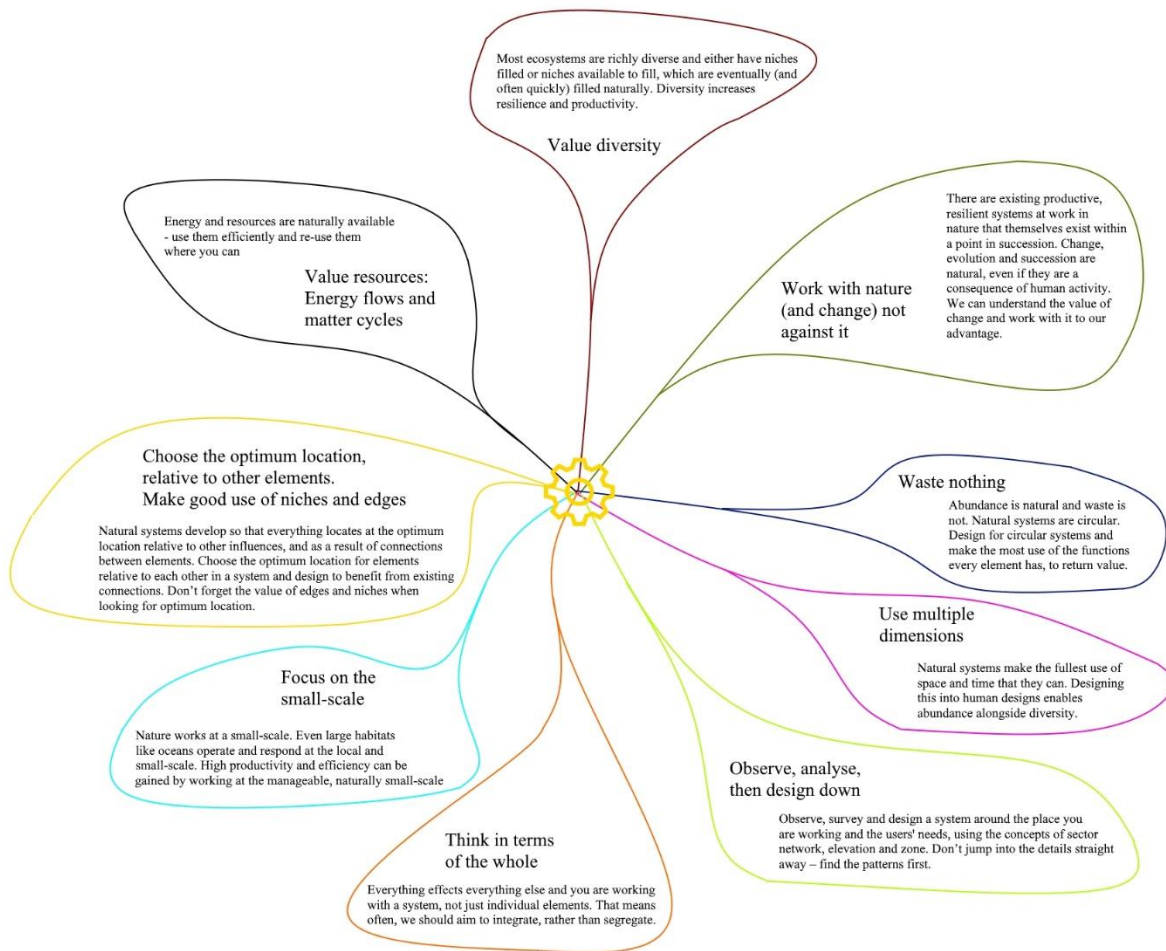 Most ecosystems are richly diverse and either have niches
filled or niches available to fill, which are eventually (and
often quickly) filled naturally. Diversity increases
resilience and productivity.
Value diversity
There are existing productive,
resilient systems at work in
nature that themselves exist within
a point in succession. Change,
evolution and succession are
natural, even if they are a
consequence of human activity.
We can understand the value of
change and work with it to our
advantage.
Work with nature
(and change) not
against it
Waste nothing
Abundance is natural and waste is
not. Natural systems are circular.
Design for circular systems and
make the most use of the functions
every element has, to return value.
Use multiple
dimensions
Natural systems make the fullest use of
space and time that they can. Designing
this into human designs enables
abundance alongside diversity.
Observe, analyse,
then design down
Observe, survey and design a system around the place you
are working and the users' needs, using the concepts of sector
network, elevation and zone. Don't jump into the details straight
away – find the patterns first.
Think in terms
of the whole
Everything effects everything else and you are working
with a system, not just individual elements. That means
often, we should aim to integrate, rather than segregate.
Focus on the
small-scale
Nature works at a small-scale. Even large habitats
like oceans operate and respond at the local and
small-scale. High productivity and efficiency can be
gained by working at the manageable, naturally small-scale
Choose the optimum location,
relative to other elements.
Make good use of niches and edges
Natural systems develop so that everything locates at the optimum
location relative to other influences, and as a result of connections
between elements. Choose the optimum location for elements
relative to each other in a system and design to benefit from existing
connections. Don't forget the value of edges and niches when
looking for optimum location.
Energy and resources are naturally available
- use them efficiently and re-use them
where you can
Value resources:
Energy flows and
matter cycles